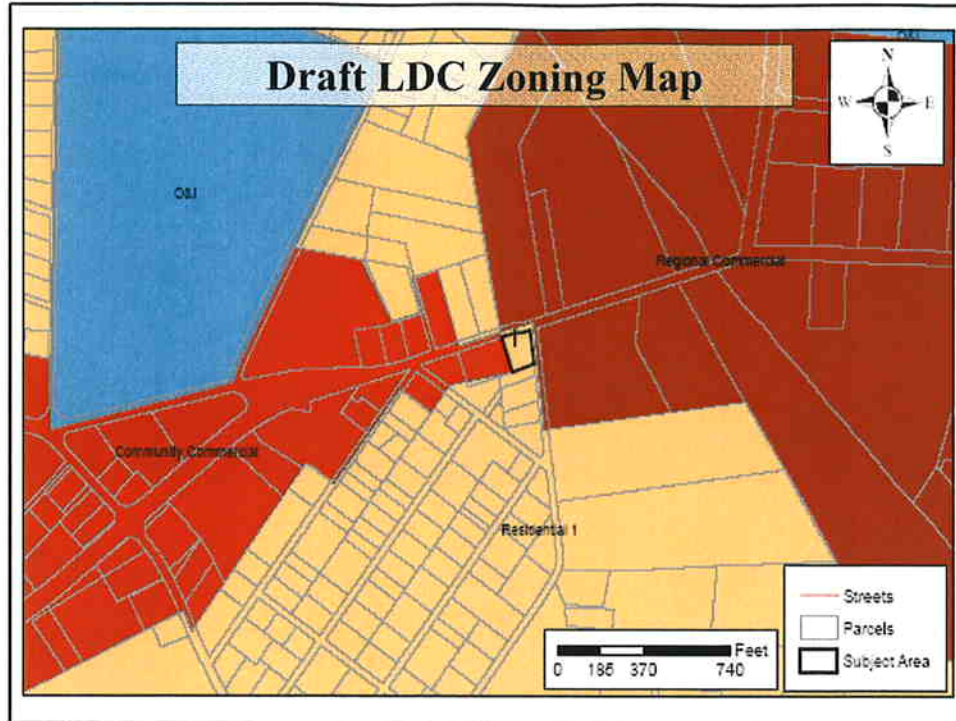 Draft LDC Zoning Map
N
W E
S
O&I
O&I
Regional Commercial
Community Commercial
Residential 1
Streets
Parcels
Subject Area
Feet
0 185 370 740